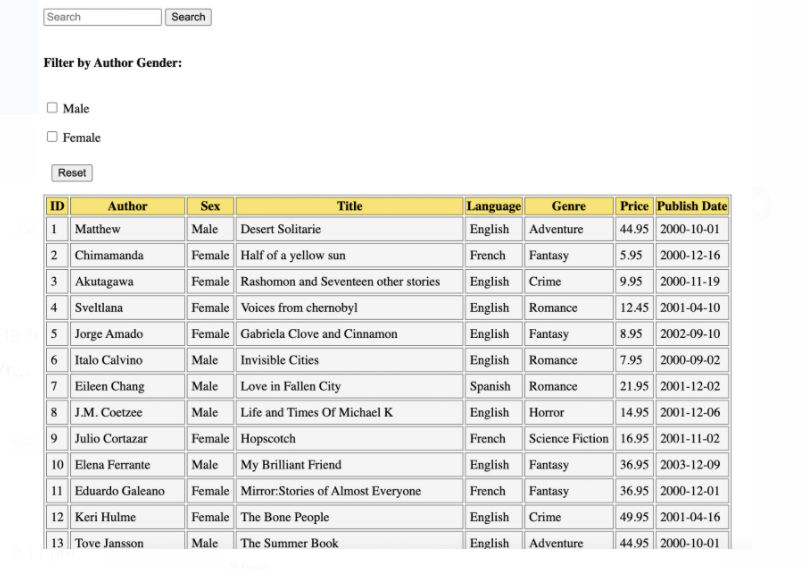 Search Search
Filter by Author Gender:
Male
Female
Reset
ID Author Sex Title Language Genre Price Publish Date
1 Matthew Male Desert Solitarie English Adventure 44.95 2000-10-01
2 Chimamanda Female Half of a yellow sun French Fantasy 5.95 2000-12-16
3 Akutagawa Female Rashomon and Seventeen other stories English Crime 9.95 2000-11-19
4 Sveltlana Female Voices from chernobyl English Romance 12.45 2001-04-10
5 Jorge Amado Female Gabriela Clove and Cinnamon English Fantasy 8.95 2002-09-10
6 Italo Calvino Male Invisible Cities English Romance 7.95 2000-09-02
7 Eileen Chang Male Love in Fallen City Spanish Romance 21.95 2001-12-02
8 J.M. Coetzee Male Life and Times Of Michael K English Horror 14.95 2001-12-06
9 Julio Cortazar Female Hopscotch French Science Fiction 16.95 2001-11-02
10 Elena Ferrante Male My Brilliant Friend English Fantasy 36.95 2003-12-09
11 Eduardo Galeano Female Mirror:Stories of Almost Everyone French Fantasy 36.95 2000-12-01
12 Keri Hulme Female The Bone People English Crime 49.95 2001-04-16
13 Tove Jansson Male The Summer Book English Adventure 44.95 2000-10-01